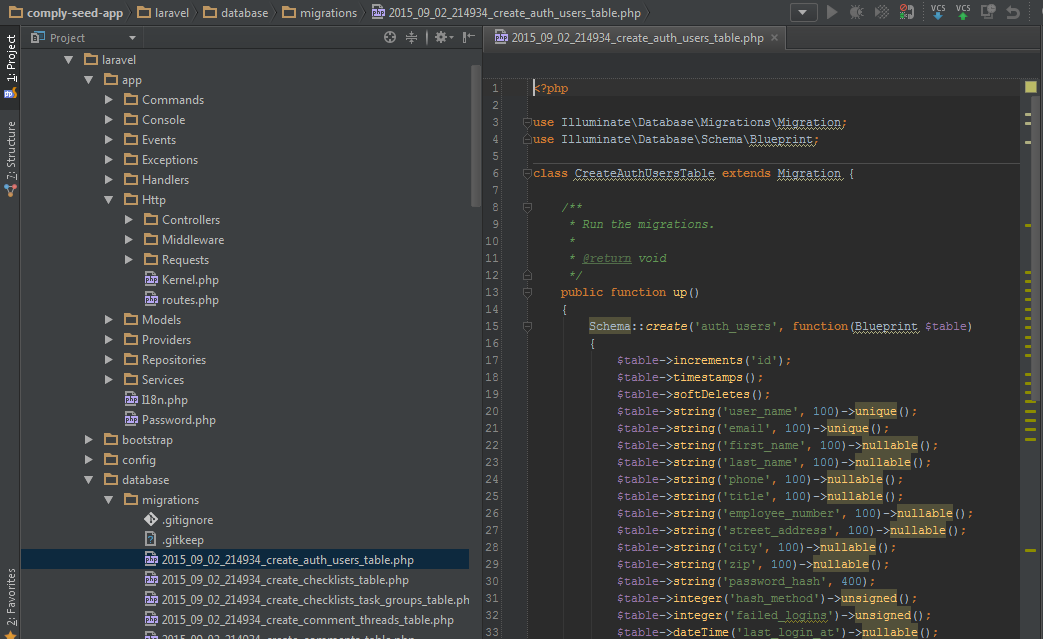 comply-seed-app laravel database migrations 2015_09_02_214934_create_auth_users_table.php
VCS VCS
1: Project
7: Structure
2: Favorites
Project
laravel
app
Commands
Console
Events
Exceptions
Handlers
Http
Controllers
Middleware
Requests
Kernel.php
routes.php
Models
Providers
Repositories
Services
I18n.php
Password.php
bootstrap
config
database
migrations
.gitignore
.gitkeep
2015_09_02_214934_create_auth_users_table.php
2015_09_02_214934_create_checklists_table.php
2015_09_02_214934_create_checklists_task_groups_table.ph
2015_09_02_214934_create_comment_threads_table.php
2015_09_02_214934_create_comments_table.php
2015_09_02_214934_create_auth_users_table.php
1 <?php
2
3 use Illuminate\Database\Migrations\Migration;
4 use Illuminate\Database\Schema\Blueprint;
5
6 class CreateAuthUsersTable extends Migration {
7
8 /**
9 * Run the migrations.
10 *
11 * @return void
12 */
13 public function up()
14 {
15 Schema::create('auth_users', function(Blueprint $table)
16 {
17 $table->increments('id');
18 $table->timestamps();
19 $table->softDeletes();
20 $table->string('user_name', 100)->unique();
21 $table->string('email', 100)->unique();
22 $table->string('first_name', 100)->nullable();
23 $table->string('last_name', 100)->nullable();
24 $table->string('phone', 100)->nullable();
25 $table->string('title', 100)->nullable();
26 $table->string('employee_number', 100)->nullable();
27 $table->string('street_address', 100)->nullable();
28 $table->string('city', 100)->nullable();
29 $table->string('zip', 100)->nullable();
30 $table->string('password_hash', 400);
31 $table->integer('hash_method')->unsigned();
32 $table->integer('failed_logins')->unsigned();
33 $table->dateTime('last_login_at')->nullable();